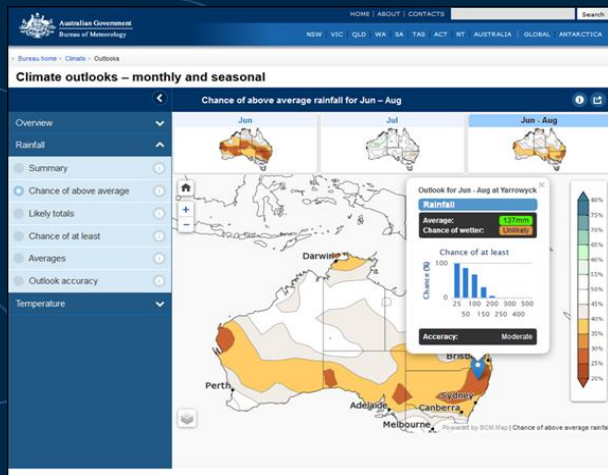 HOME | ABOUT | CONTACTS
Search
Australian Government
Bureau of Meteorology
NSW | VIC | QLD | WA | SA | TAS | ACT | NT | AUSTRALIA | GLOBAL | ANTARCTICA
Bureau home > Climate > Outlooks
Climate outlooks – monthly and seasonal
Chance of above average rainfall for Jun – Aug
Overview
Rainfall
Summary
Chance of above average
Likely totals
Chance of at least
Averages
Outlook accuracy
Temperature
Jun
Jul
Jun - Aug
Outlook for Jun - Aug at Yarrowyck
Rainfall
Average: 137mm
Chance of wetter: Unlikely
Chance of at least
Chance (%)
100
50
0
25 100 200 300 500
50 150 250 400
Accuracy: Moderate
80%
75%
70%
65%
60%
55%
50%
45%
40%
35%
30%
25%
20%
Darwin
Brisb
Perth
Sydney
Adelaide
Canberra
Melbourne
Powered by BOM Map | Chance of above average rainfa